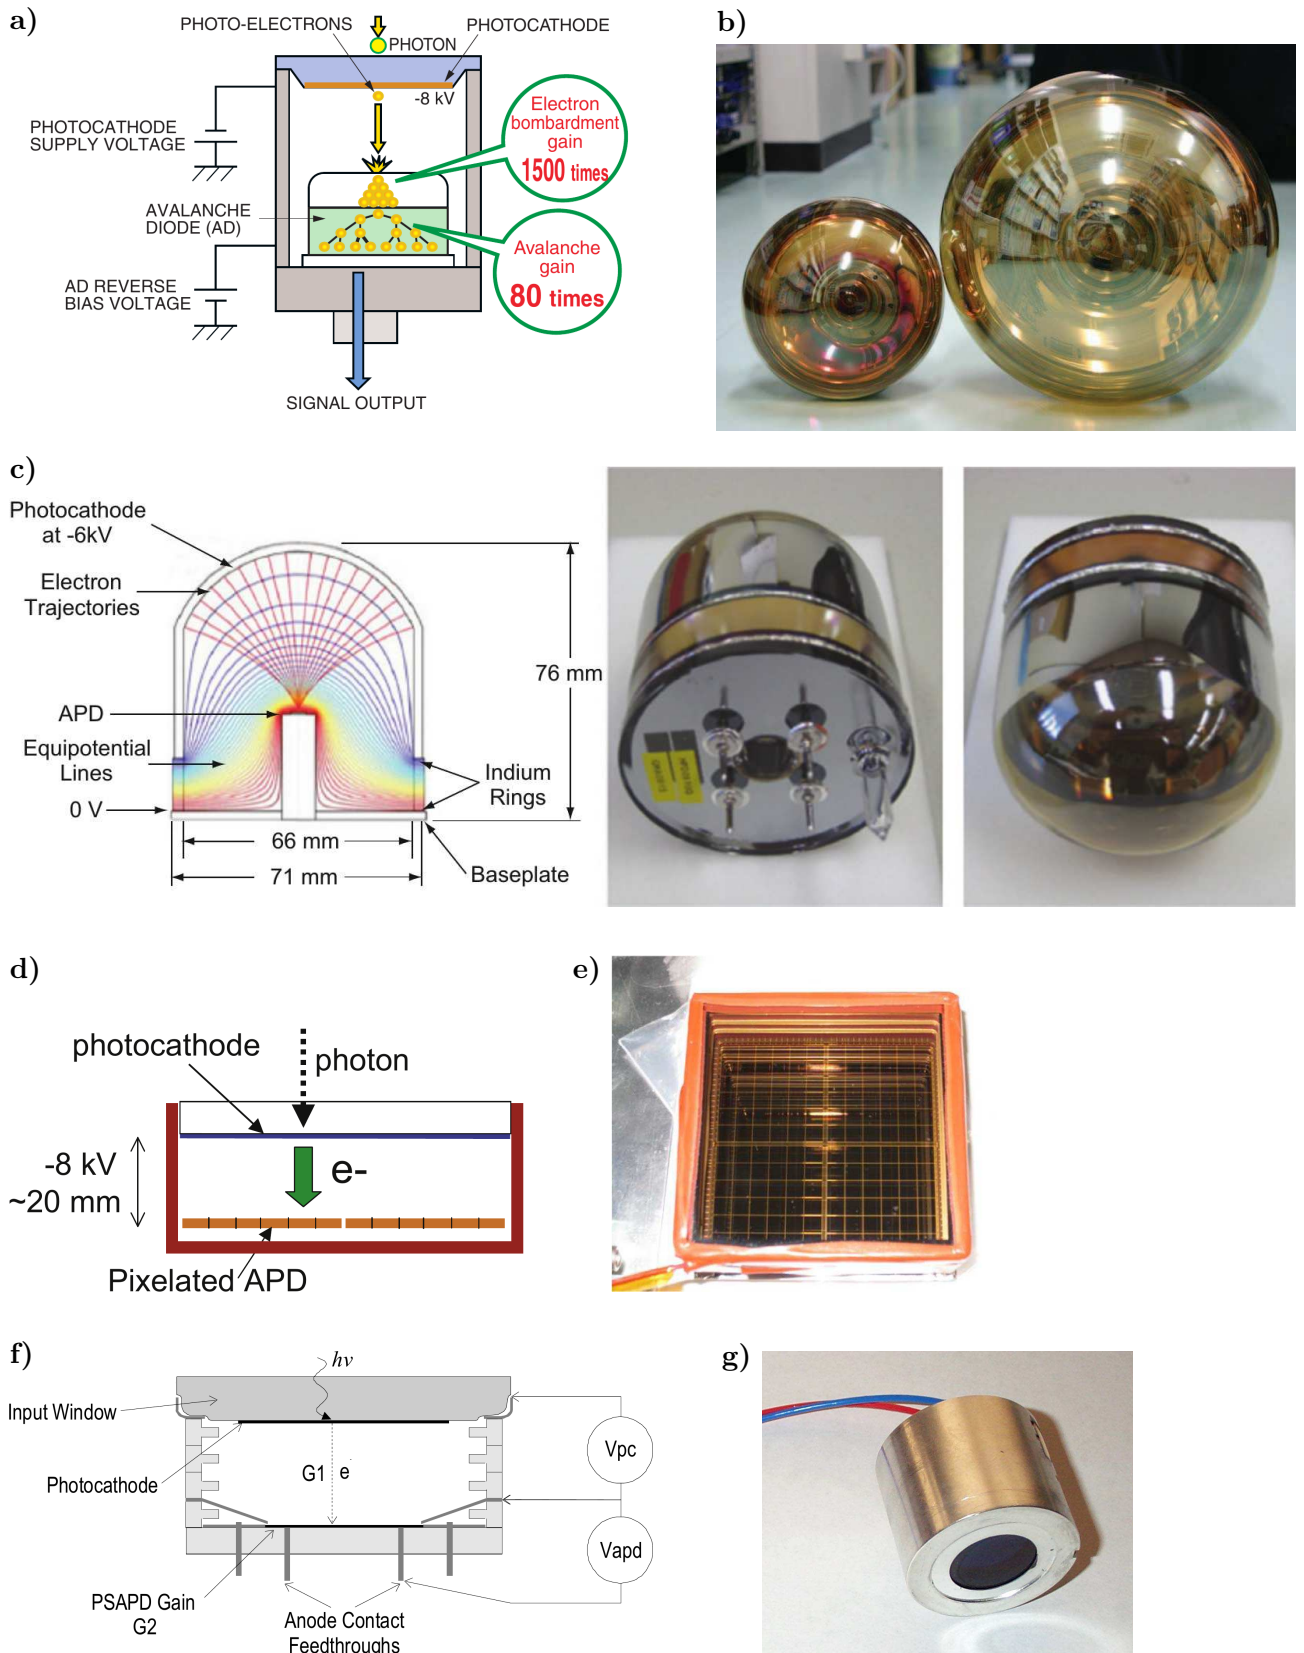 a)
PHOTO-ELECTRONS
PHOTON
PHOTOCATHODE
-8 kV
PHOTOCATHODE
SUPPLY VOLTAGE
Electron
bombardment
gain
1500 times
AVALANCHE
DIODE (AD)
Avalanche
gain
80 times
AD REVERSE
BIAS VOLTAGE
SIGNAL OUTPUT
b)
c)
Photocathode
at -6kV
Electron
Trajectories
APD
Equipotential
Lines
0 V
76 mm
Indium
Rings
66 mm
71 mm
Baseplate
d)
photocathode
photon
-8 kV
~20 mm
e-
Pixelated APD
e)
f)
hν
Input Window
Photocathode
G1
e-
Vpc
Vapd
PSAPD Gain
G2
Anode Contact
Feedthroughs
g)